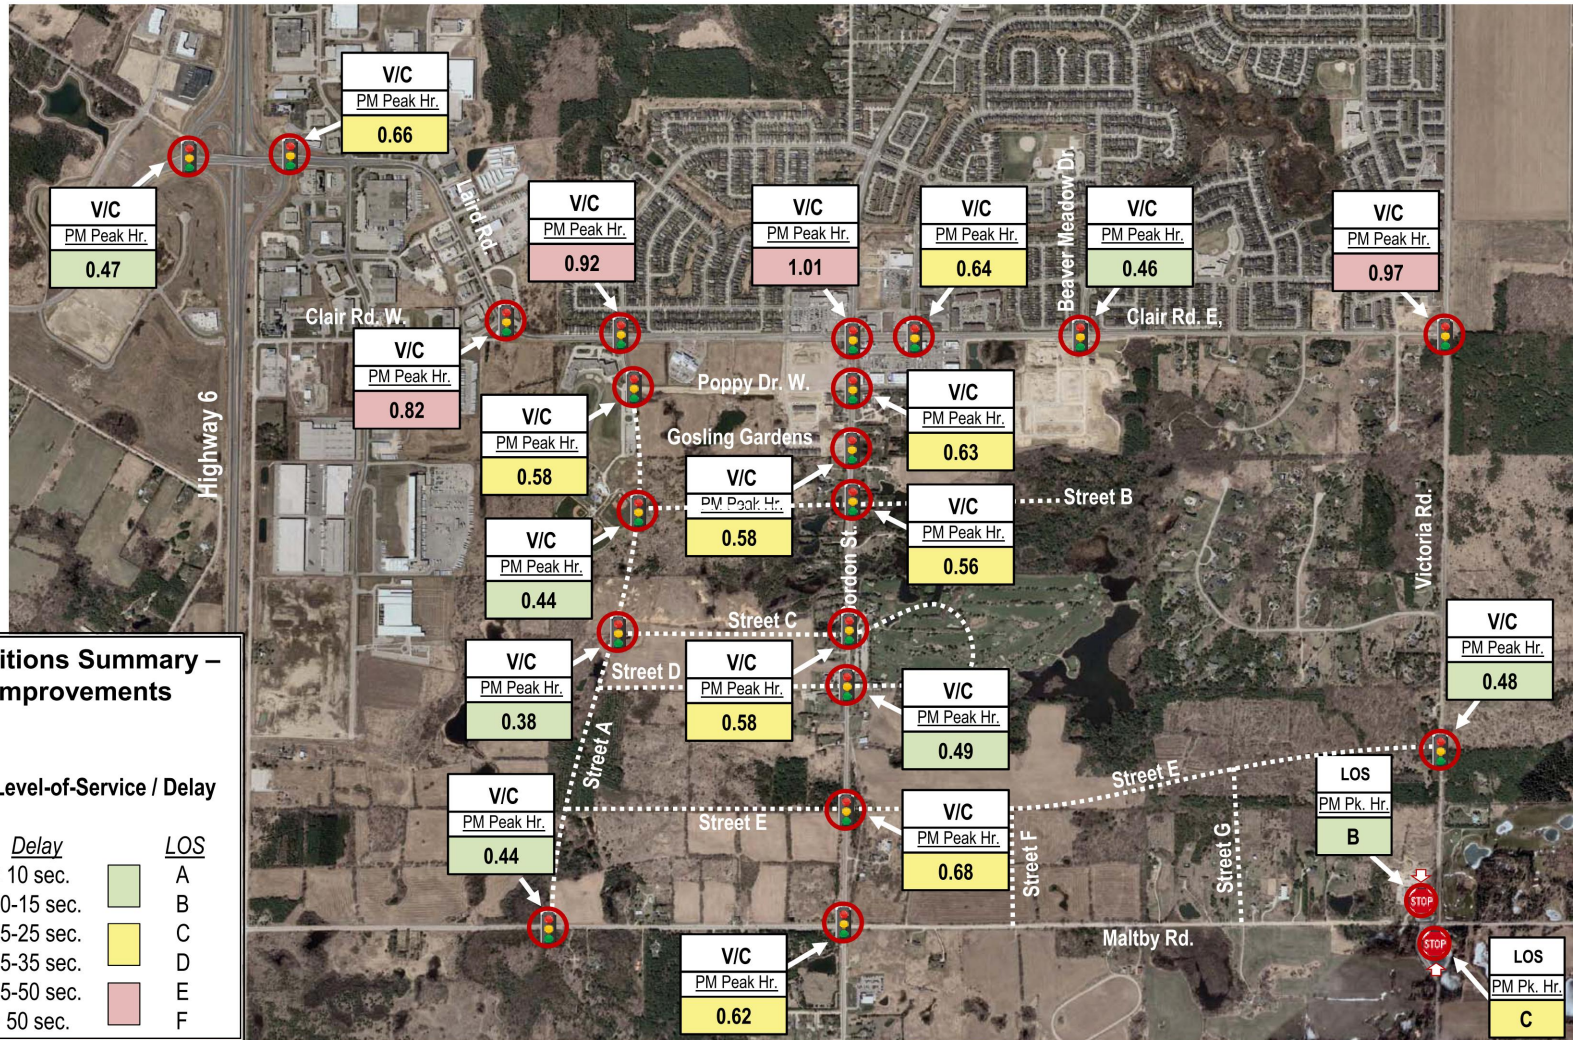 V/C
PM Peak Hr.
0.66
V/C
PM Peak Hr.
0.47
Laird Rd.
V/C
PM Peak Hr.
0.92
V/C
PM Peak Hr.
1.01
V/C
PM Peak Hr.
0.64
Beaver Meadow Dr.
V/C
PM Peak Hr.
0.46
V/C
PM Peak Hr.
0.97
Clair Rd. W.
Clair Rd. E,
V/C
PM Peak Hr.
0.82
Highway 6
Poppy Dr. W.
V/C
PM Peak Hr.
0.58
Gosling Gardens
V/C
PM Peak Hr.
0.63
V/C
PM Peak Hr.
0.58
Street B
V/C
PM Peak Hr.
0.56
Victoria Rd.
V/C
PM Peak Hr.
0.44
ordon St.
Street C
V/C
PM Peak Hr.
0.48
V/C
PM Peak Hr.
0.38
Street D
V/C
PM Peak Hr.
0.58
V/C
PM Peak Hr.
0.49
Street A
Street E
V/C
PM Peak Hr.
0.44
Street E
V/C
PM Peak Hr.
0.68
Street F
Street G
LOS
PM Pk. Hr.
B
STOP
STOP
Maltby Rd.
V/C
PM Peak Hr.
0.62
LOS
PM Pk. Hr.
C
itions Summary –
mprovements
Level-of-Service / Delay
Delay LOS
10 sec. A
0-15 sec. B
5-25 sec. C
5-35 sec. D
5-50 sec. E
50 sec. F